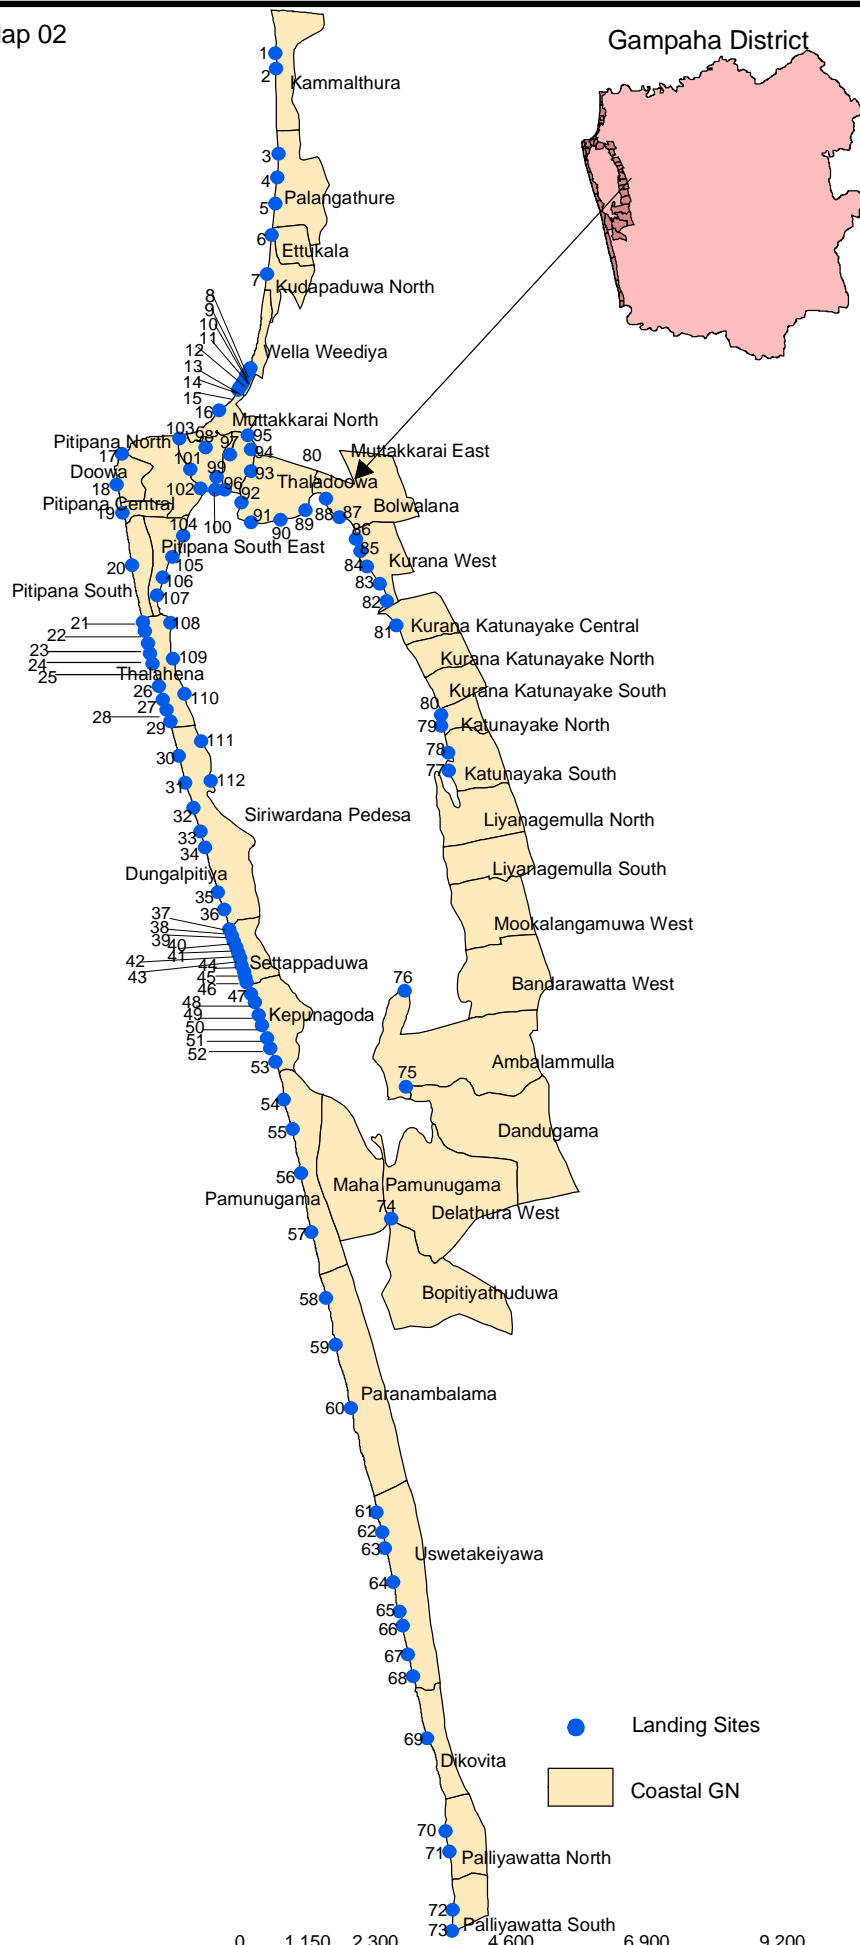 ap 02
Gampaha District
1
2
Kammalthura
3
4
Palangathure
5
6
Ettukala
7
Kudapaduwa North
8
9
10
11
12
Wella Weediya
13
14
15
16
Muttakkarai North
103
98
97
95
Pitipana North
17
94
80
Muttakkarai East
101
99
93
Doowa
18
102
96
Thaladoowa
92
Pitipana Central
19
100
91
90
89
88
87
Bolwalana
104
86
Pitipana South East
105
85
84
Kurana West
20
106
83
Pitipana South
107
82
21
108
81
Kurana Katunayake Central
22
23
109
Kurana Katunayake North
24
25
Thalahena
26
110
Kurana Katunayake South
27
80
28
29
79
Katunayake North
111
78
30
77
Katunayaka South
31
112
32
Siriwardana Pedesa
Liyanagemulla North
33
34
Dungalpitiya
Liyanagemulla South
35
36
37
38
Mookalangamuwa West
39
40
41
42
43
44
Settappaduwa
45
46
76
Bandarawatta West
47
48
49
Kepunagoda
50
51
52
53
Ambalammulla
75
54
55
Dandugama
56
Pamunugama
Maha Pamunugama
74
Delathura West
57
58
Bopitiyathuduwa
59
60
Paranambalama
61
62
63
Uswetakeiyawa
64
65
66
67
68
69
Dikovita
Landing Sites
Coastal GN
70
71
Palliyawatta North
72
73
Palliyawatta South
0 1,150 2,300 4,600 6,900 9,200